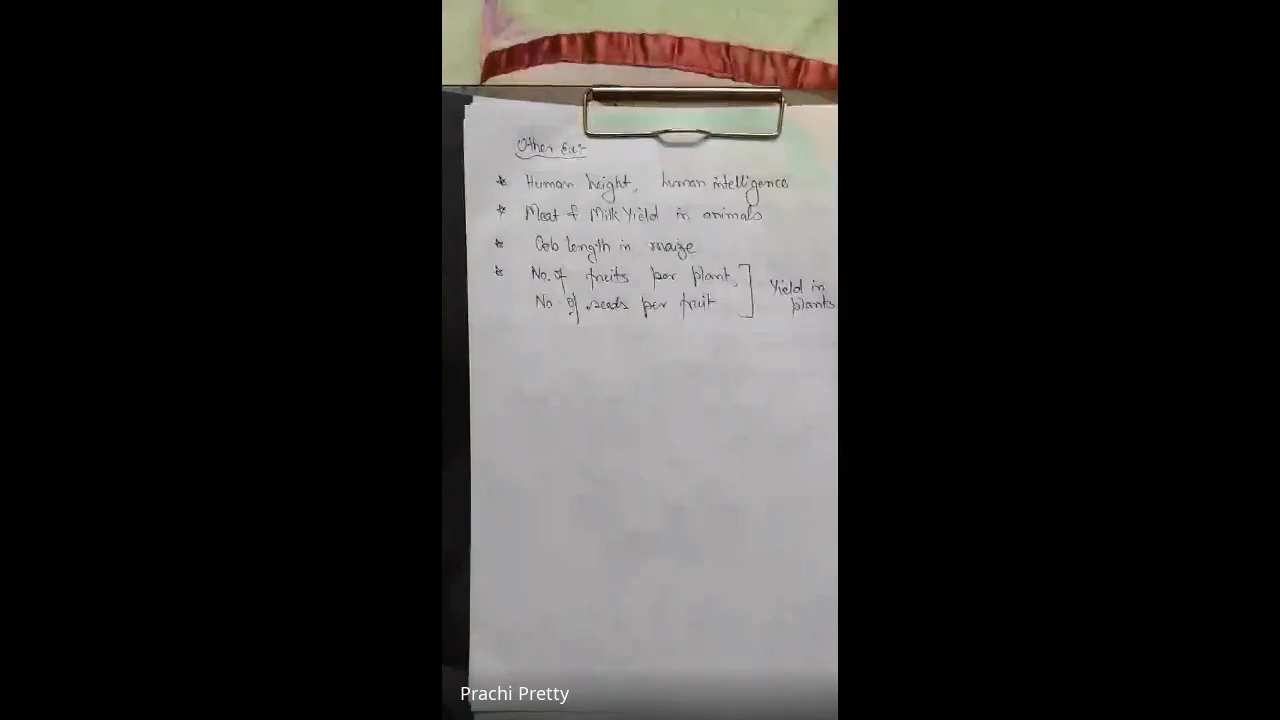 Other Ex:-
* Human height, human intelligence
* Meat & Milk Yield in animals
* Cob length in maize
* No. of fruits per plant,
No. of seeds per fruit
Yield in
plants
Prachi Pretty